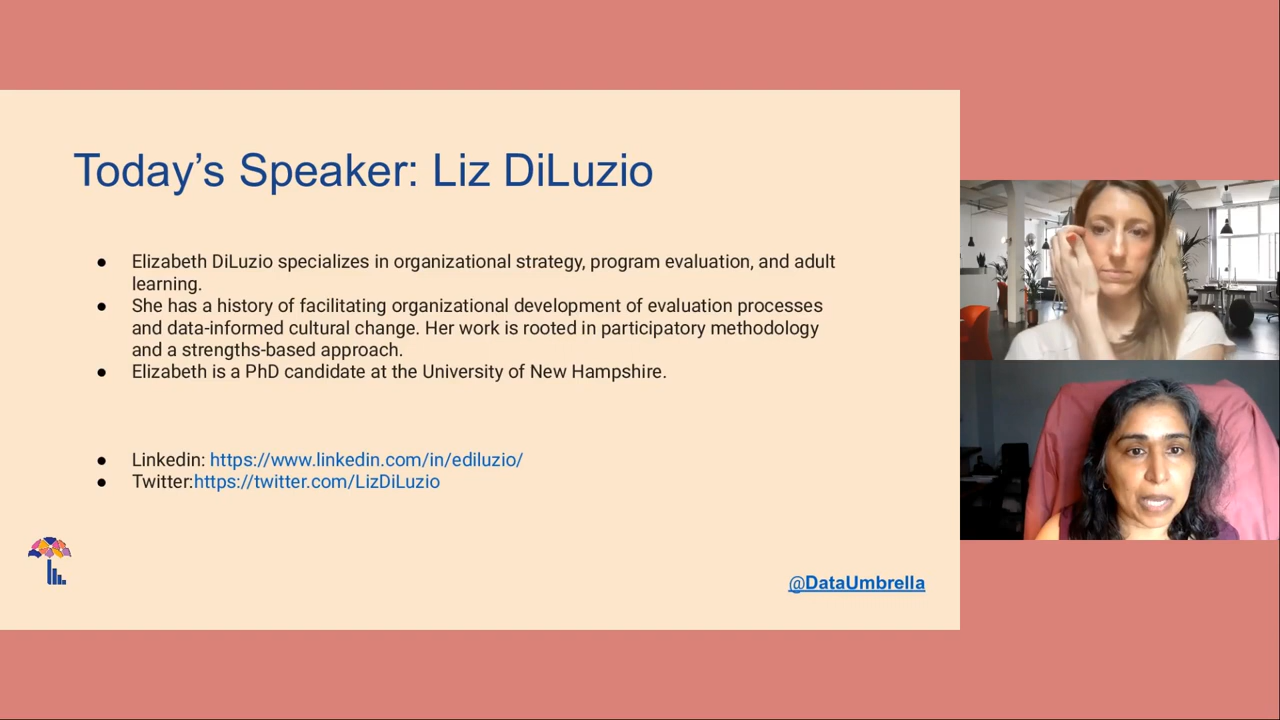 Today’s Speaker: Liz DiLuzio
● Elizabeth DiLuzio specializes in organizational strategy, program evaluation, and adult
learning.
● She has a history of facilitating organizational development of evaluation processes
and data-informed cultural change. Her work is rooted in participatory methodology
and a strengths-based approach.
● Elizabeth is a PhD candidate at the University of New Hampshire.
● Linkedin: https://www.linkedin.com/in/ediluzio/
● Twitter:https://twitter.com/LizDiLuzio
@DataUmbrella